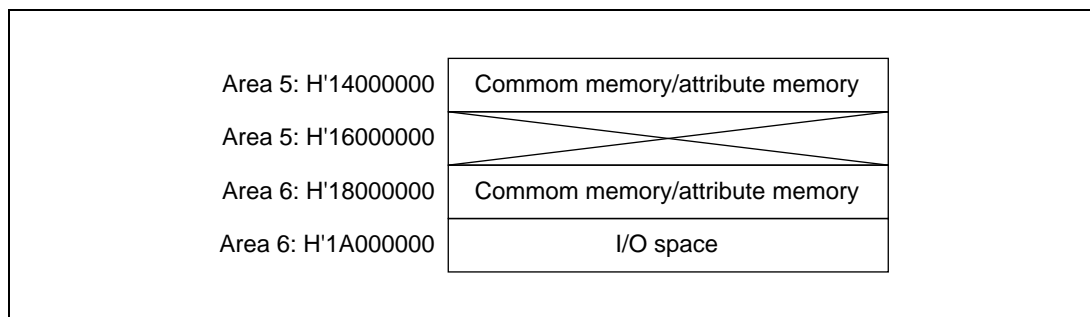 Area 5: H'14000000 Commom memory/attribute memory
Area 5: H'16000000
Area 6: H'18000000 Commom memory/attribute memory
Area 6: H'1A000000 I/O space